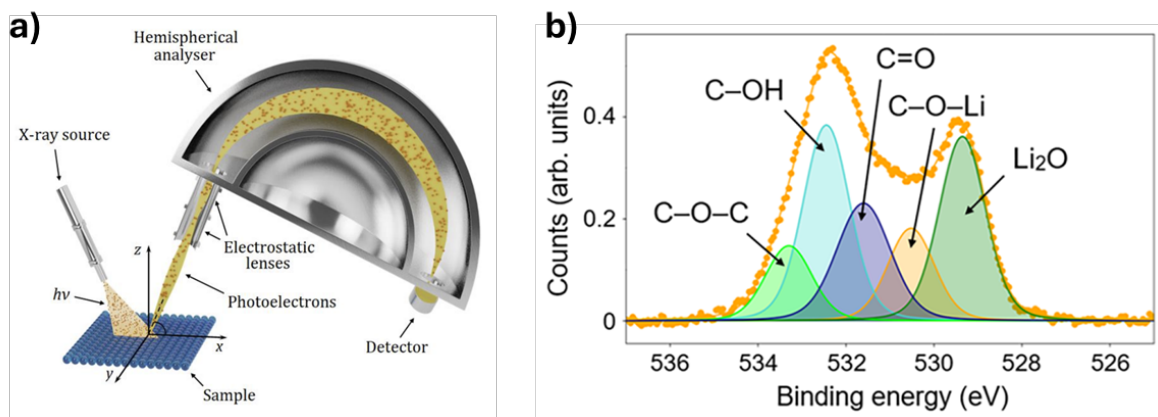 a)
Hemispherical
analyser
X-ray source
Electrostatic
lenses
z
hν
Photoelectrons
x
Detector
y
Sample
b)
Counts (arb. units)
0.4
0.2
0
C–O–C
C–OH
C=O
C–O–Li
Li₂O
536
534
532
530
528
526
Binding energy (eV)